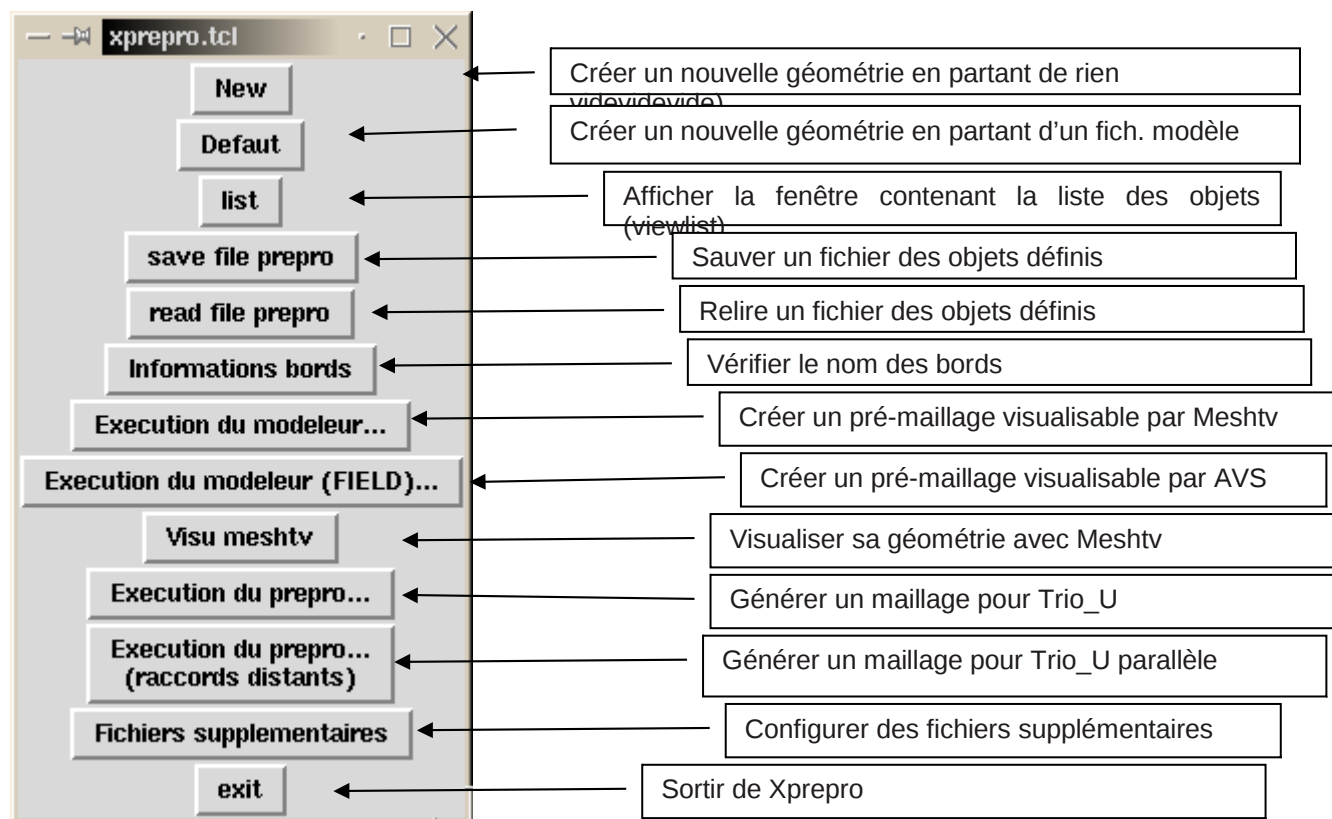 xprepro.tcl
New
Créer un nouvelle géométrie en partant de rien
videvidevide)
Defaut
Créer un nouvelle géométrie en partant d’un fich. modèle
list
Afficher la fenêtre contenant la liste des objets
(viewlist)
save file prepro
Sauver un fichier des objets définis
read file prepro
Relire un fichier des objets définis
Informations bords
Vérifier le nom des bords
Execution du modeleur...
Créer un pré-maillage visualisable par Meshtv
Execution du modeleur (FIELD)...
Créer un pré-maillage visualisable par AVS
Visu meshtv
Visualiser sa géométrie avec Meshtv
Execution du prepro...
Générer un maillage pour Trio_U
Execution du prepro...
(raccords distants)
Générer un maillage pour Trio_U parallèle
Fichiers supplementaires
Configurer des fichiers supplémentaires
exit
Sortir de Xprepro